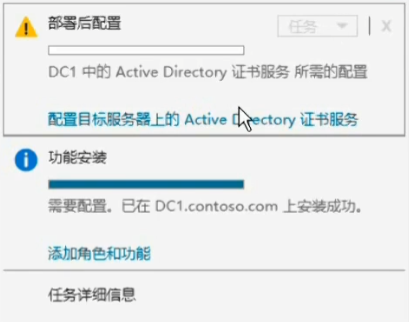 部署后配置
任务
X
DC1 中的 Active Directory 证书服务 所需的配置
配置目标服务器上的 Active Directory 证书服务
功能安装
需要配置。已在 DC1.contoso.com 上安装成功。
添加角色和功能
任务详细信息